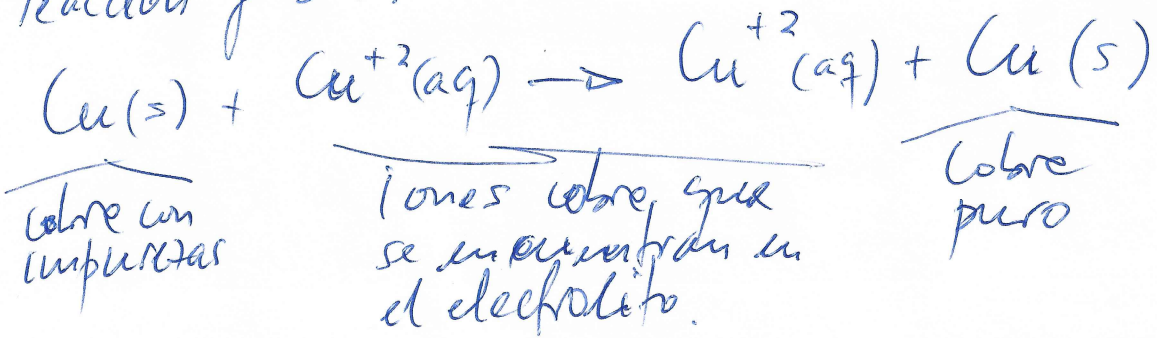 reacción
Cu(s) + Cu⁺²(aq) → Cu⁺²(aq) + Cu (s)
cobre con
impurezas
iones cobre, que
se encuentran en
el electrolito.
cobre
puro